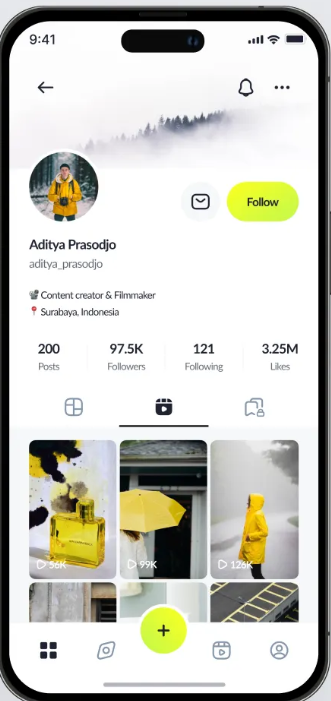 9:41
Follow
Aditya Prasodjo
aditya_prasodjo
Content creator & Filmmaker
Surabaya, Indonesia
200 97.5K 121 3.25M
Posts Followers Following Likes
56K 99K 126K